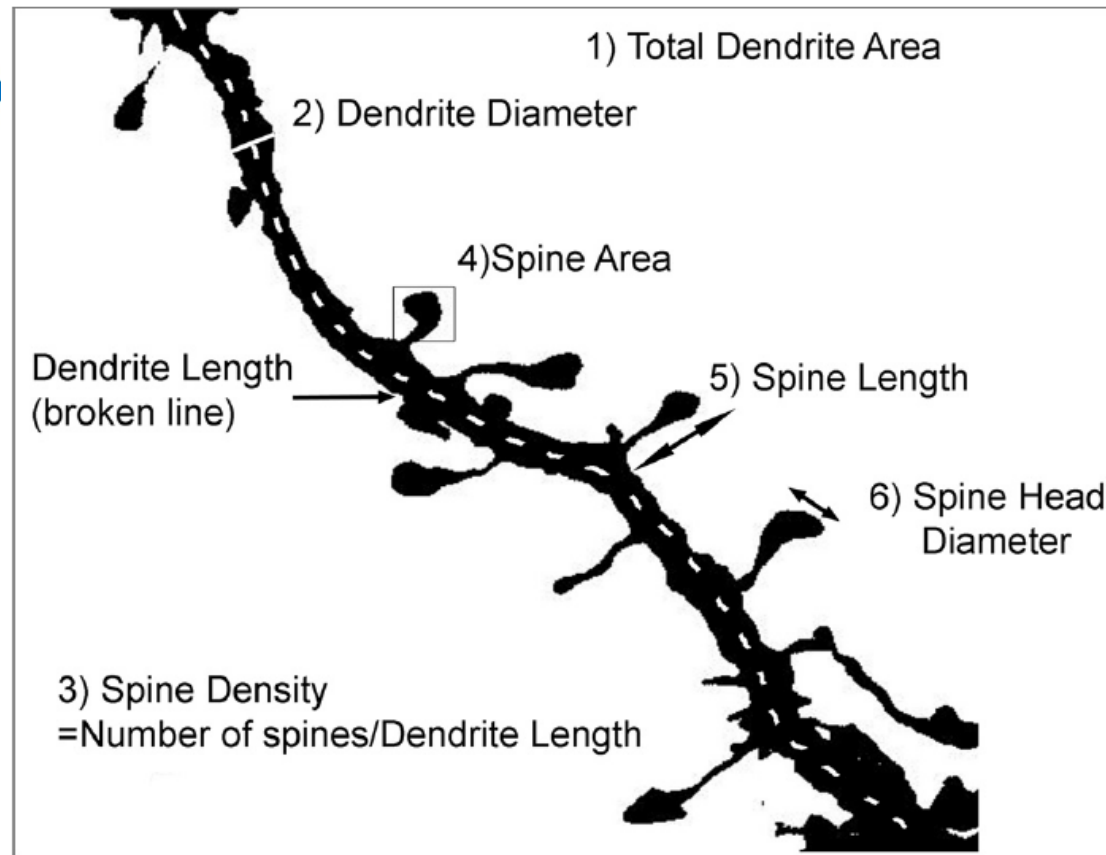 1) Total Dendrite Area
2) Dendrite Diameter
4)Spine Area
Dendrite Length
(broken line)
5) Spine Length
6) Spine Head
Diameter
3) Spine Density
=Number of spines/Dendrite Length